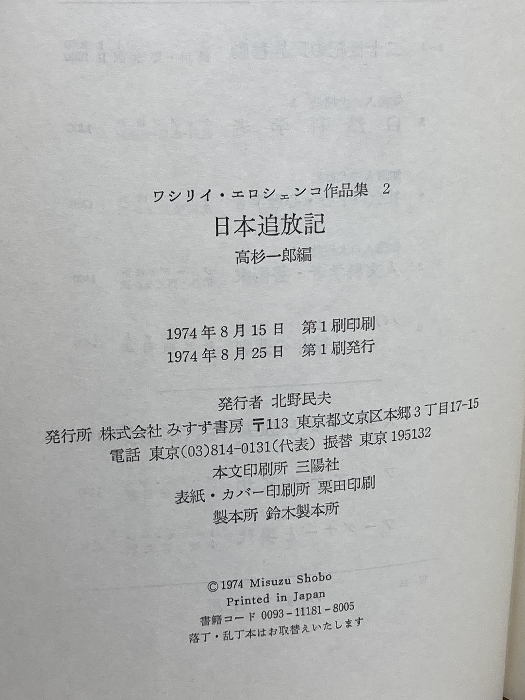 ワシリイ・エロシェンコ作品集 2
日本追放記
高杉一郎編
1974年8月15日 第1刷印刷
1974年8月25日 第1刷発行
発行者 北野民夫
発行所 株式会社 みすず書房 〒113 東京都文京区本郷3丁目17-15
電話 東京(03)814-0131(代表) 振替 東京195132
本文印刷所 三陽社
表紙・カバー印刷所 栗田印刷
製本所 鈴木製本所
©1974 Misuzu Shobo
Printed in Japan
書籍コード 0093-11181-8005
落丁・乱丁本はお取替えいたします